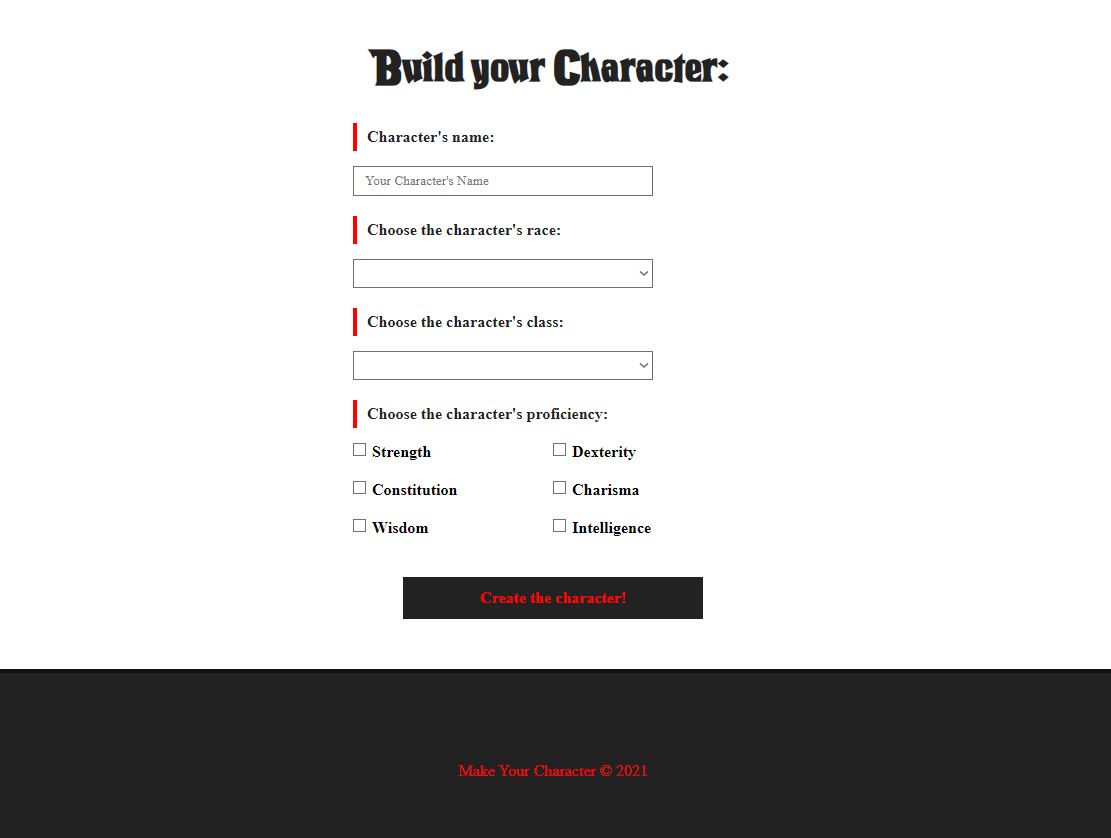 Build your Character:
Character's name:
Your Character's Name
Choose the character's race:
Choose the character's class:
Choose the character's proficiency:
Strength Dexterity
Constitution Charisma
Wisdom Intelligence
Create the character!
Make Your Character © 2021